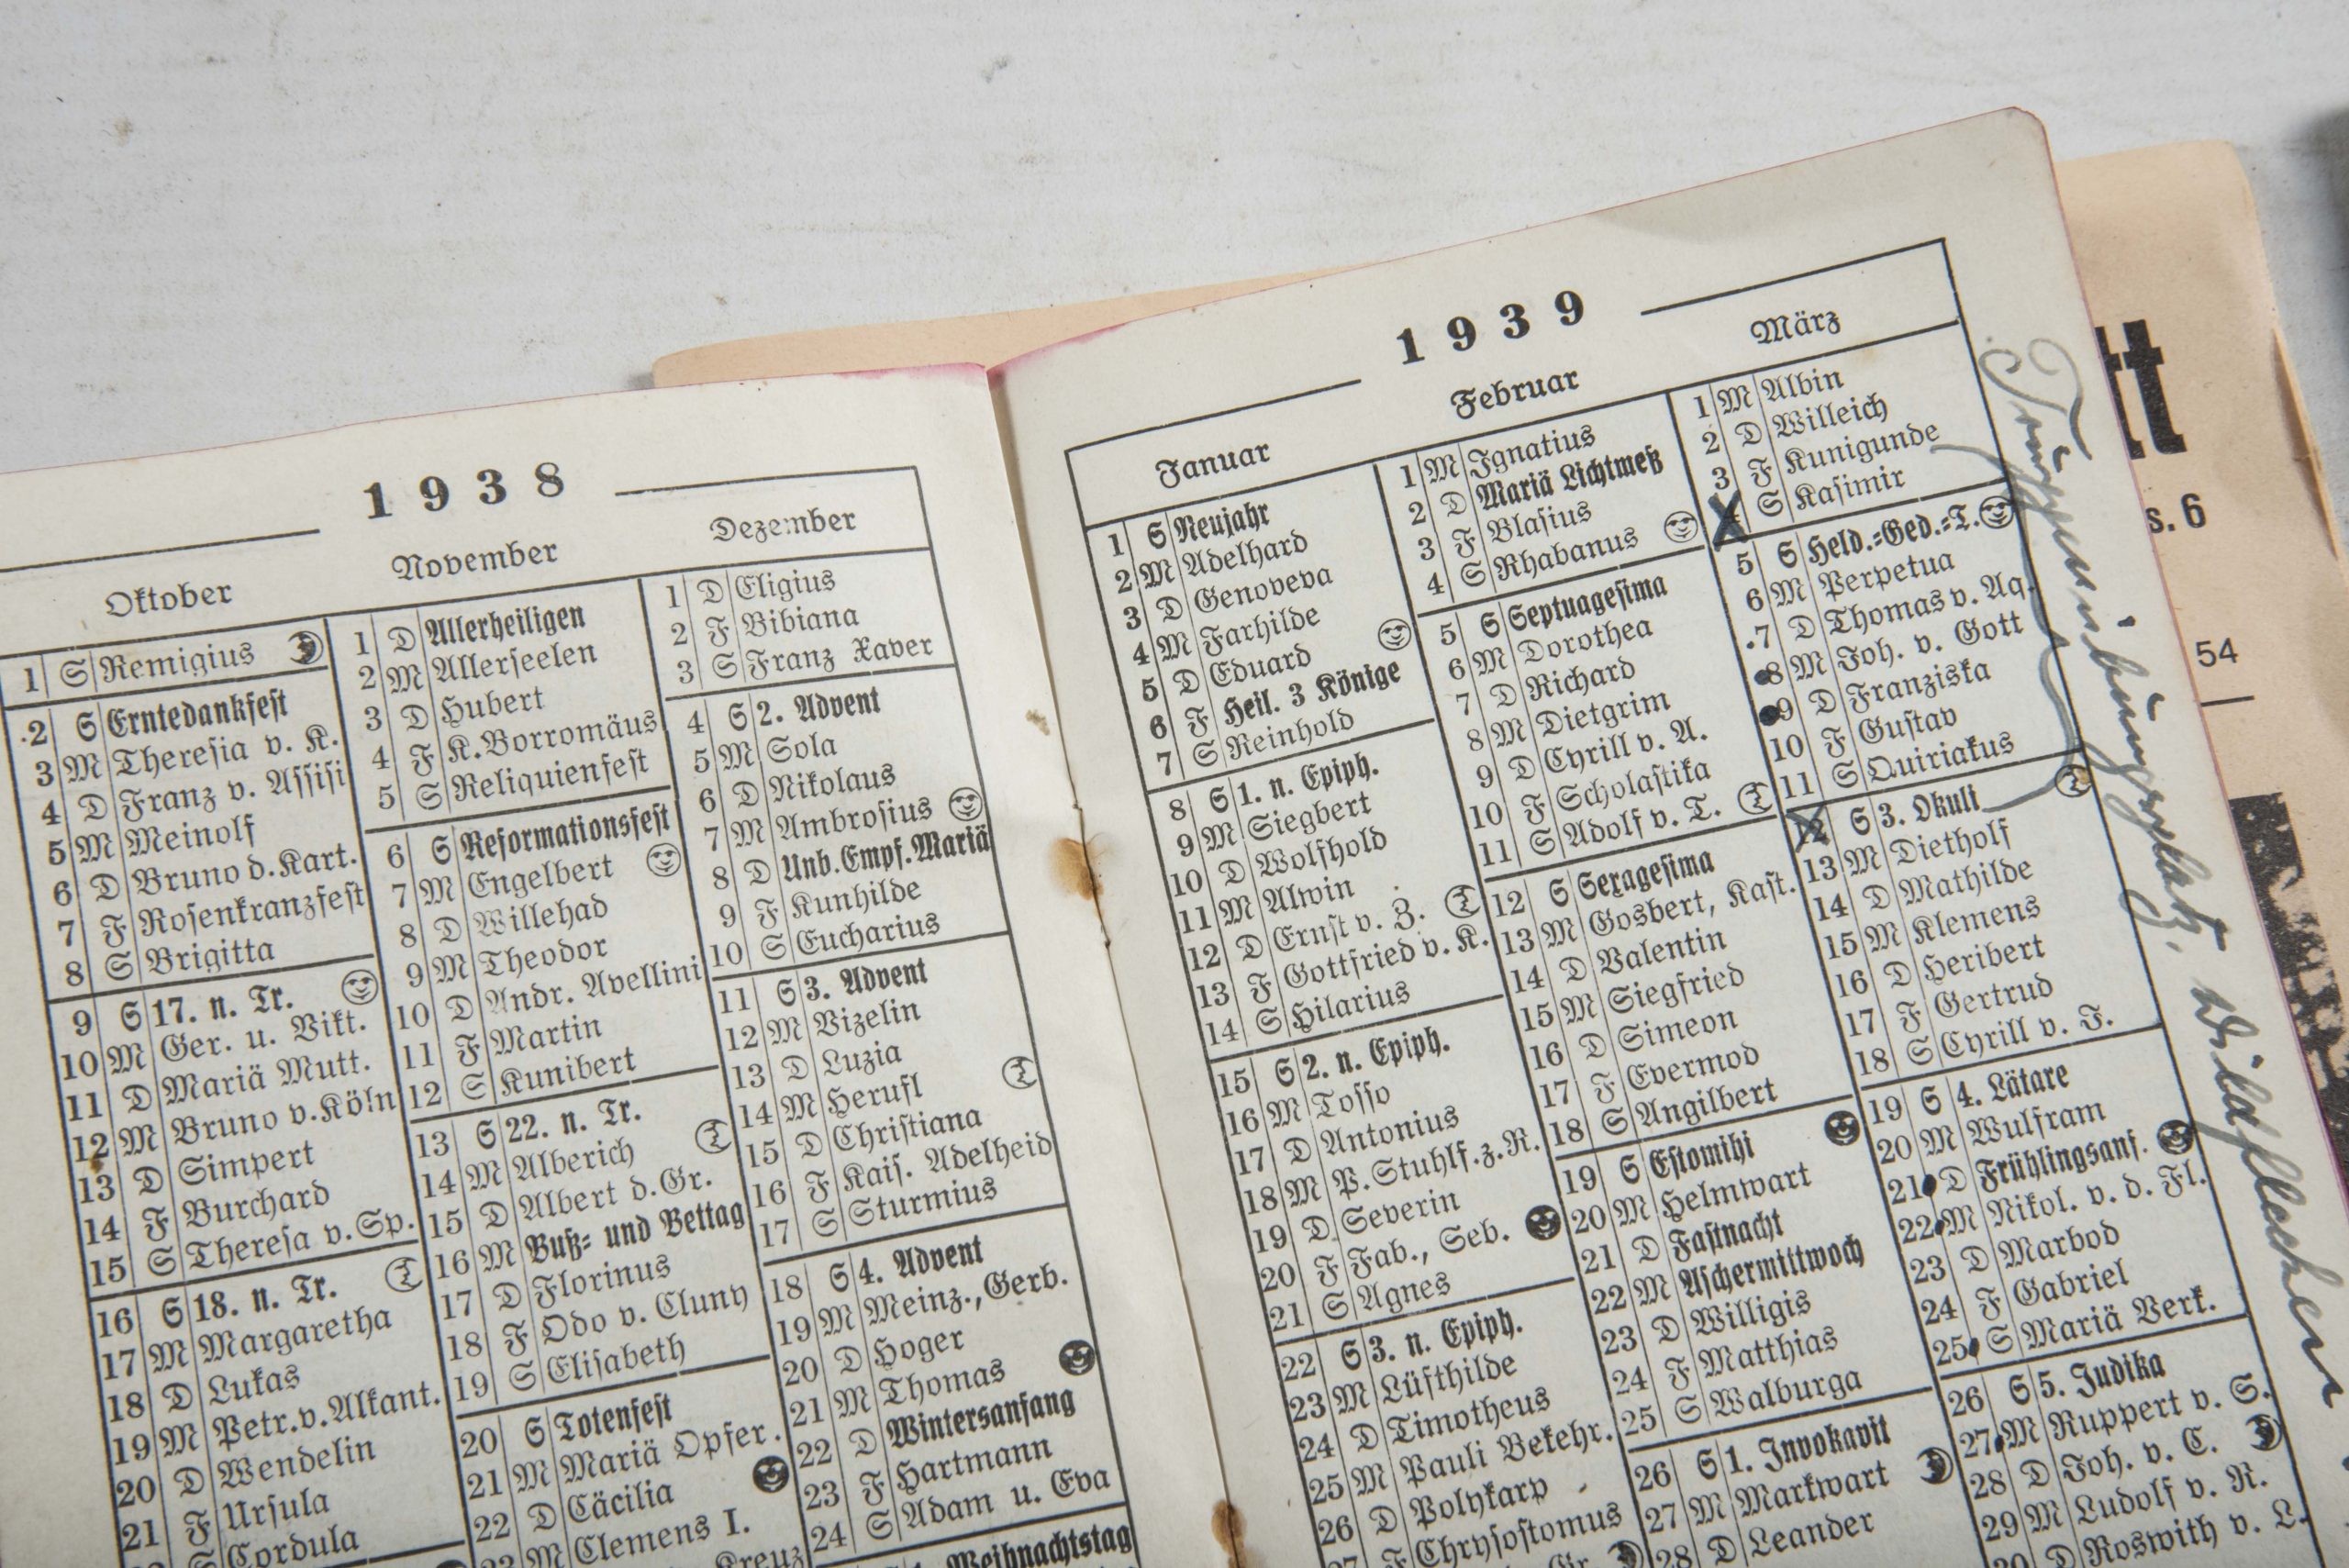 1938
Oktober
1 S Remigius
2 S Erntedankfest
3 M Theresia v. K.
4 D Franz v. Assisi
5 M Meinolf
6 D Bruno d. Kart.
7 F Rosenkranzfest
8 S Brigitta
9 S 17. n. Tr.
10 M Ger. u. Vikt.
11 D Mariä Mutt.
12 M Bruno v. Köln
13 D Simpert
14 F Burchard
15 S Theresa v. Sp.
16 S 18. n. Tr.
17 M Margaretha
18 D Lukas
19 M Petr. v. Alkant.
20 D Wendelin
21 F Ursula
S Cordula
November
1 D Allerheiligen
2 M Allerseelen
3 D Hubert
4 F K. Borromäus
5 S Reliquienfest
6 S Reformationsfest
7 M Engelbert
8 D Willehad
9 M Theodor
10 D Andr. Avellini
11 F Martin
12 S Kunibert
13 S 22. n. Tr.
14 M Alberich
15 D Albert d. Gr.
16 M Buß- und Bettag
17 D Florinus
18 F Odo v. Cluny
19 S Elisabeth
20 S Totenfest
21 M Mariä Opfer.
22 D Cäcilia
23 M Clemens I.
Kreuz
Dezember
1 D Eligius
2 F Bibiana
3 S Franz Xaver
4 S 2. Advent
5 M Sola
6 D Nikolaus
7 M Ambrosius
8 D Unb. Empf. Mariä
9 F Kunhilde
10 S Eucharius
11 S 3. Advent
12 M Vizelin
13 D Luzia
14 M Herufl
15 D Christiana
16 F Kais. Adelheid
17 S Sturmius
18 S 4. Advent
19 M Meinz., Gerb.
20 D Hoger
21 M Thomas
22 D Wintersanfang
23 F Hartmann
24 S Adam u. Eva
Weihnachtstag
1939
Januar
1 S Neujahr
2 M Adelhard
3 D Genoveva
4 M Farhilde
5 D Eduard
6 F Heil. 3 Könige
7 S Reinhold
8 S 1. n. Epiph.
9 M Siegbert
10 D Wolfhold
11 M Alwin
12 D Ernst v. Z.
13 F Gottfried v. K.
14 S Hilarius
15 S 2. n. Epiph.
16 M Tosso
17 D Antonius
18 M P. Stuhlf. z. R.
19 D Severin
20 F Fab., Seb.
21 S Agnes
22 S 3. n. Epiph.
23 M Lüfthilde
24 D Timotheus
25 M Pauli Bekehr.
26 D Polykarp
27 F Chrysostomus
Gr.
Februar
1 M Ignatius
2 D Mariä Lichtmeß
3 F Blasius
4 S Rhabanus
5 S Septuagesima
6 M Dorothea
7 D Richard
8 M Dietgrim
9 D Cyrill v. A.
10 F Scholastika
11 S Adolf v. T.
12 S Sexagesima
13 M Gosbert, Kast.
14 D Valentin
15 M Siegfried
16 D Simeon
17 F Evermod
18 S Angilbert
19 S Estomihi
20 M Helmwart
21 D Fastnacht
22 M Aschermittwoch
23 D Willigis
24 F Matthias
25 S Walburga
26 S 1. Invokavit
27 M Markwart
28 D Leander
März
1 M Albin
2 D Willeich
3 F Kunigunde
4 S Kasimir
5 S Held.=Ged.=T.
6 M Perpetua
7 D Thomas v. Aq.
8 M Joh. v. Gott
9 D Franziska
10 F Gustav
11 S Quiriakus
12 S 3. Okuli
13 M Dietholf
14 D Mathilde
15 M Klemens
16 D Heribert
17 F Gertrud
18 S Cyrill v. J.
19 S 4. Lätare
20 M Wulfram
21 D Frühlingsanf.
22 M Nikol. v. d. Fl.
23 D Marbod
24 F Gabriel
25 S Mariä Verk.
26 S 5. Judika
27 M Ruppert v. S.
28 D Joh. v. C.
29 M Ludolf v. R.
30 D Roswith v. L.
Truppenübungsplatz. Wildflecken
tt
s. 6
54